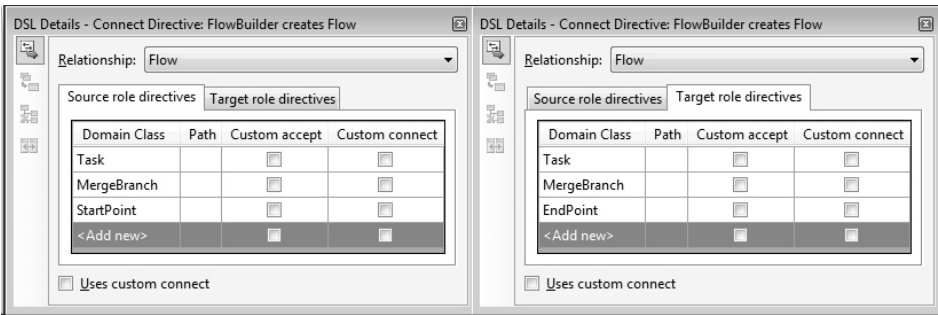 DSL Details - Connect Directive: FlowBuilder creates Flow
Relationship: Flow
Source role directives Target role directives
Domain Class Path Custom accept Custom connect
Task
MergeBranch
StartPoint
<Add new>
Uses custom connect
DSL Details - Connect Directive: FlowBuilder creates Flow
Relationship: Flow
Source role directives Target role directives
Domain Class Path Custom accept Custom connect
Task
MergeBranch
EndPoint
<Add new>
Uses custom connect